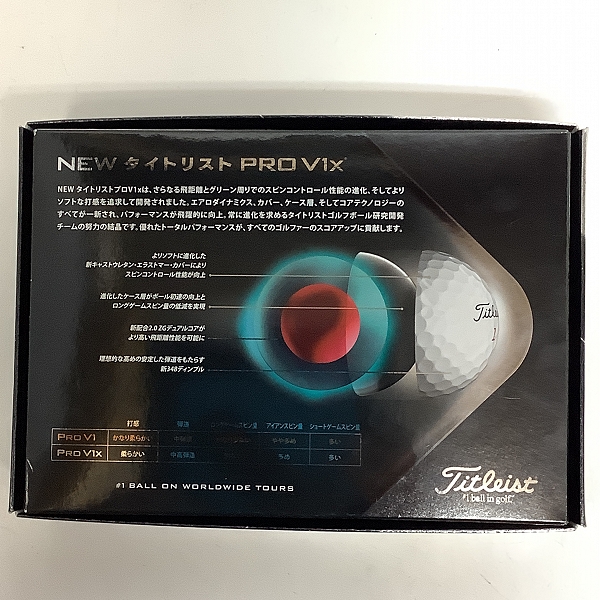 NEW タイトリスト PRO V1x
NEW タイトリストプロV1xは、さらなる飛距離とグリーン周りでのスピンコントロール性能の進化、そしてより
ソフトな打感を追求して開発されました。エアロダイナミクス、カバー、ケース層、そしてコアテクノロジーの
すべてが一新され、パフォーマンスが飛躍的に向上。常に進化を求めるタイトリストゴルフボール研究開発
チームの努力の結晶です。優れたトータルパフォーマンスが、すべてのゴルファーのスコアアップに貢献します。
よりソフトに進化した
新キャストウレタン・エラストマー・カバーにより
スピンコントロール性能が向上
進化したケース層がボール初速の向上と
ロングゲームスピン量の低減を実現
新配合2.0 ZGデュアルコアが
より高い飛距離性能を可能に
理想的な高めの安定した弾道をもたらす
新348ディンプル
打感 弾道 ロングゲームスピン量 アイアンスピン量 ショートゲームスピン量
PRO V1 かなり柔らかい 中弾道 やや多め 多い
PRO V1x 柔らかい 中高弾道 多め 多い
#1 BALL ON WORLDWIDE TOURS
Titleist
#1 ball in golf.